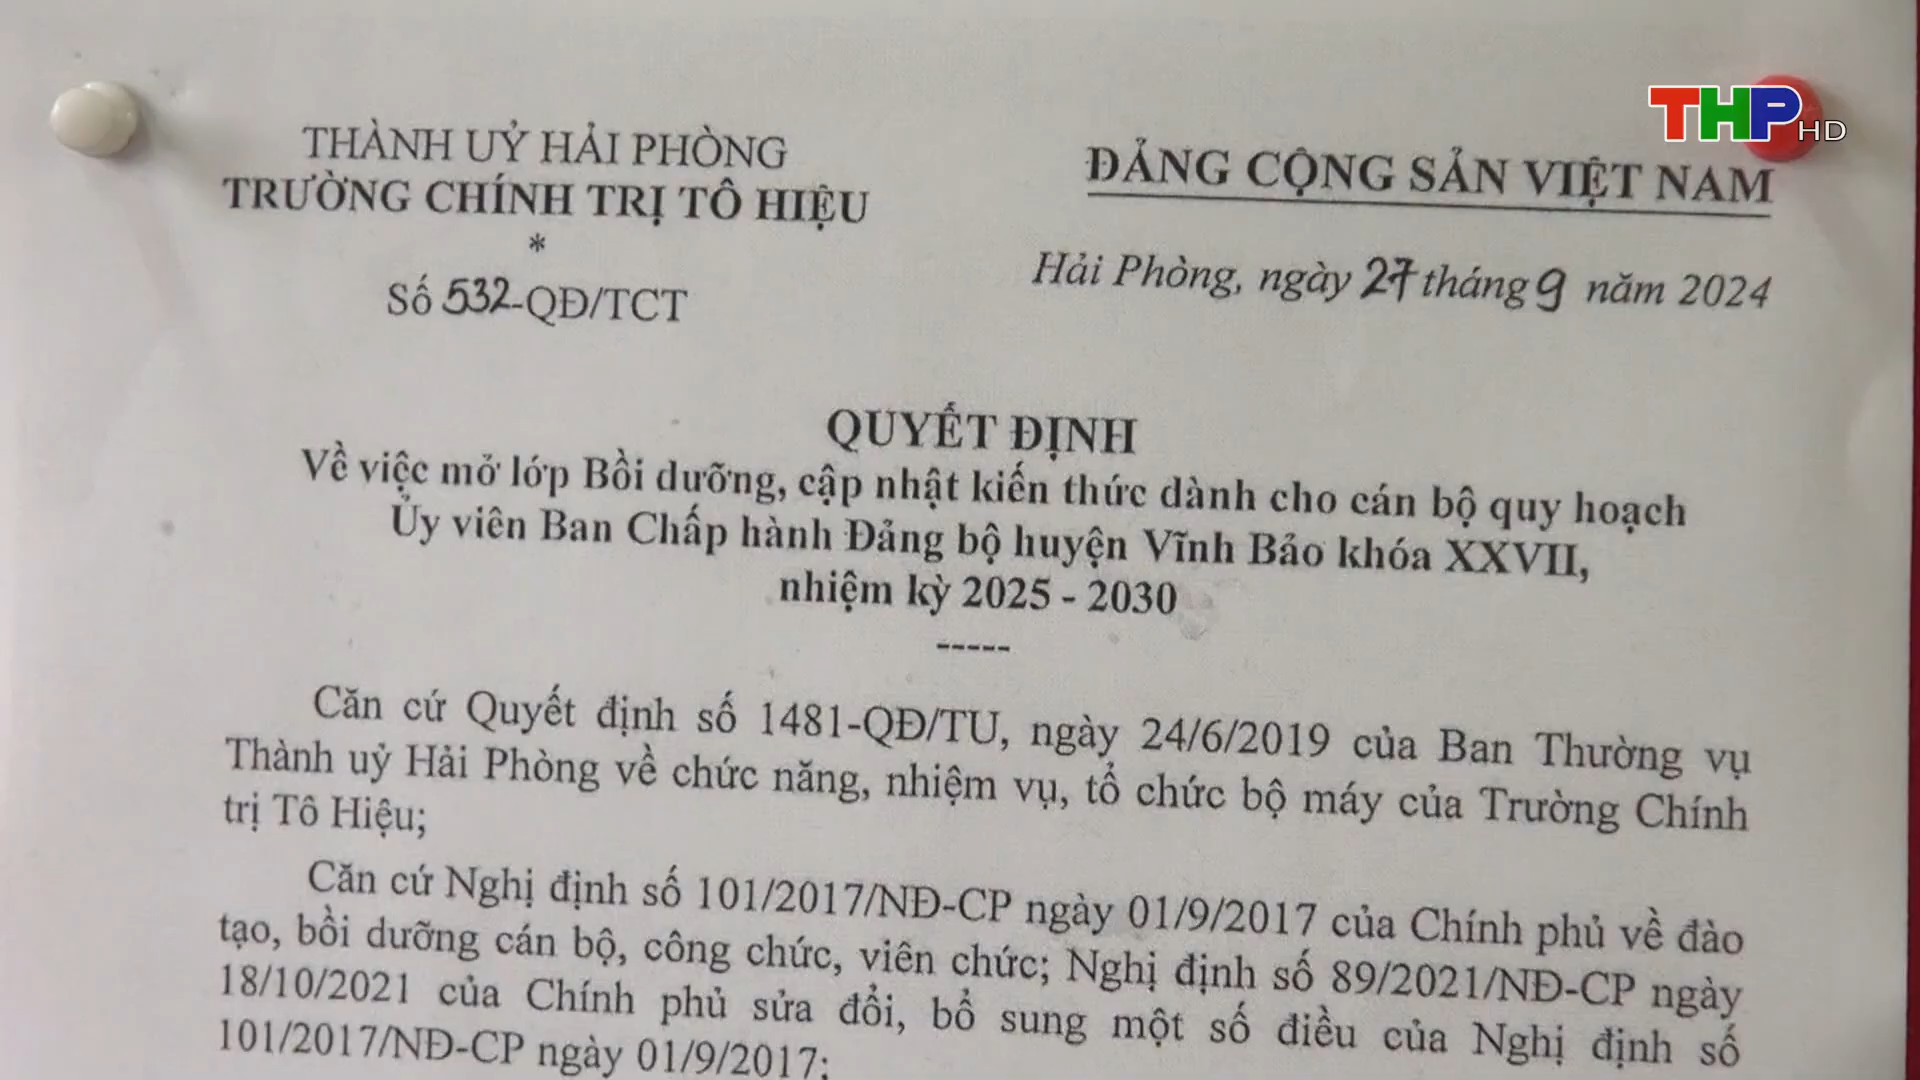 THÀNH UỶ HẢI PHÒNG
TRƯỜNG CHÍNH TRỊ TÔ HIỆU
*
Số 532-QĐ/TCT
THP HD
ĐẢNG CỘNG SẢN VIỆT NAM
Hải Phòng, ngày 27 tháng 9 năm 2024
QUYẾT ĐỊNH
Về việc mở lớp Bồi dưỡng, cập nhật kiến thức dành cho cán bộ quy hoạch
Ủy viên Ban Chấp hành Đảng bộ huyện Vĩnh Bảo khóa XXVII,
nhiệm kỳ 2025 - 2030
-----
Căn cứ Quyết định số 1481-QĐ/TU, ngày 24/6/2019 của Ban Thường vụ
Thành uỷ Hải Phòng về chức năng, nhiệm vụ, tổ chức bộ máy của Trường Chính
trị Tô Hiệu;
Căn cứ Nghị định số 101/2017/NĐ-CP ngày 01/9/2017 của Chính phủ về đào
tạo, bồi dưỡng cán bộ, công chức, viên chức; Nghị định số 89/2021/NĐ-CP ngày
18/10/2021 của Chính phủ sửa đổi, bổ sung một số điều của Nghị định số
101/2017/NĐ-CP ngày 01/9/2017;